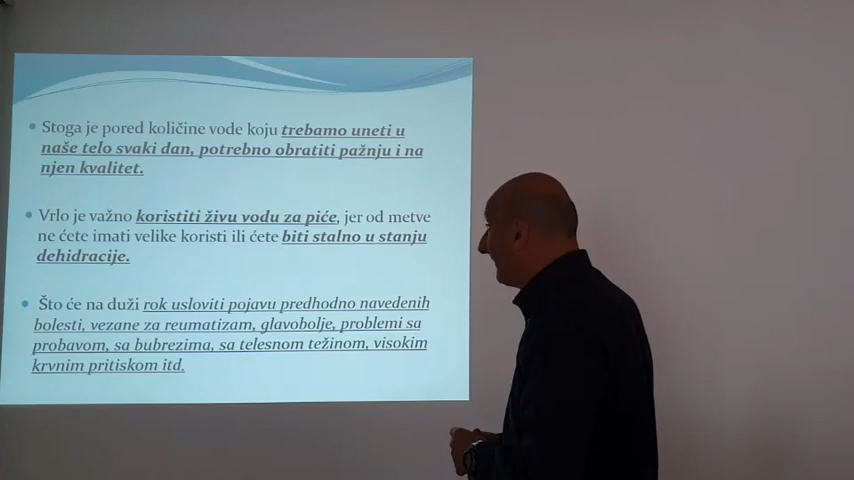 Stoga je pored količine vode koju trebamo uneti u
naše telo svaki dan, potrebno obratiti pažnju i na
njen kvalitet.
Vrlo je važno koristiti živu vodu za piće, jer od mrtve
ne ćete imati velike koristi ili ćete biti stalno u stanju
dehidracije.
Što će na duži rok usloviti pojavu predhodno navedenih
bolesti, vezane za reumatizam, glavobolje, problemi sa
probavom, sa bubrezima, sa telesnom težinom, visokim
krvnim pritiskom itd.